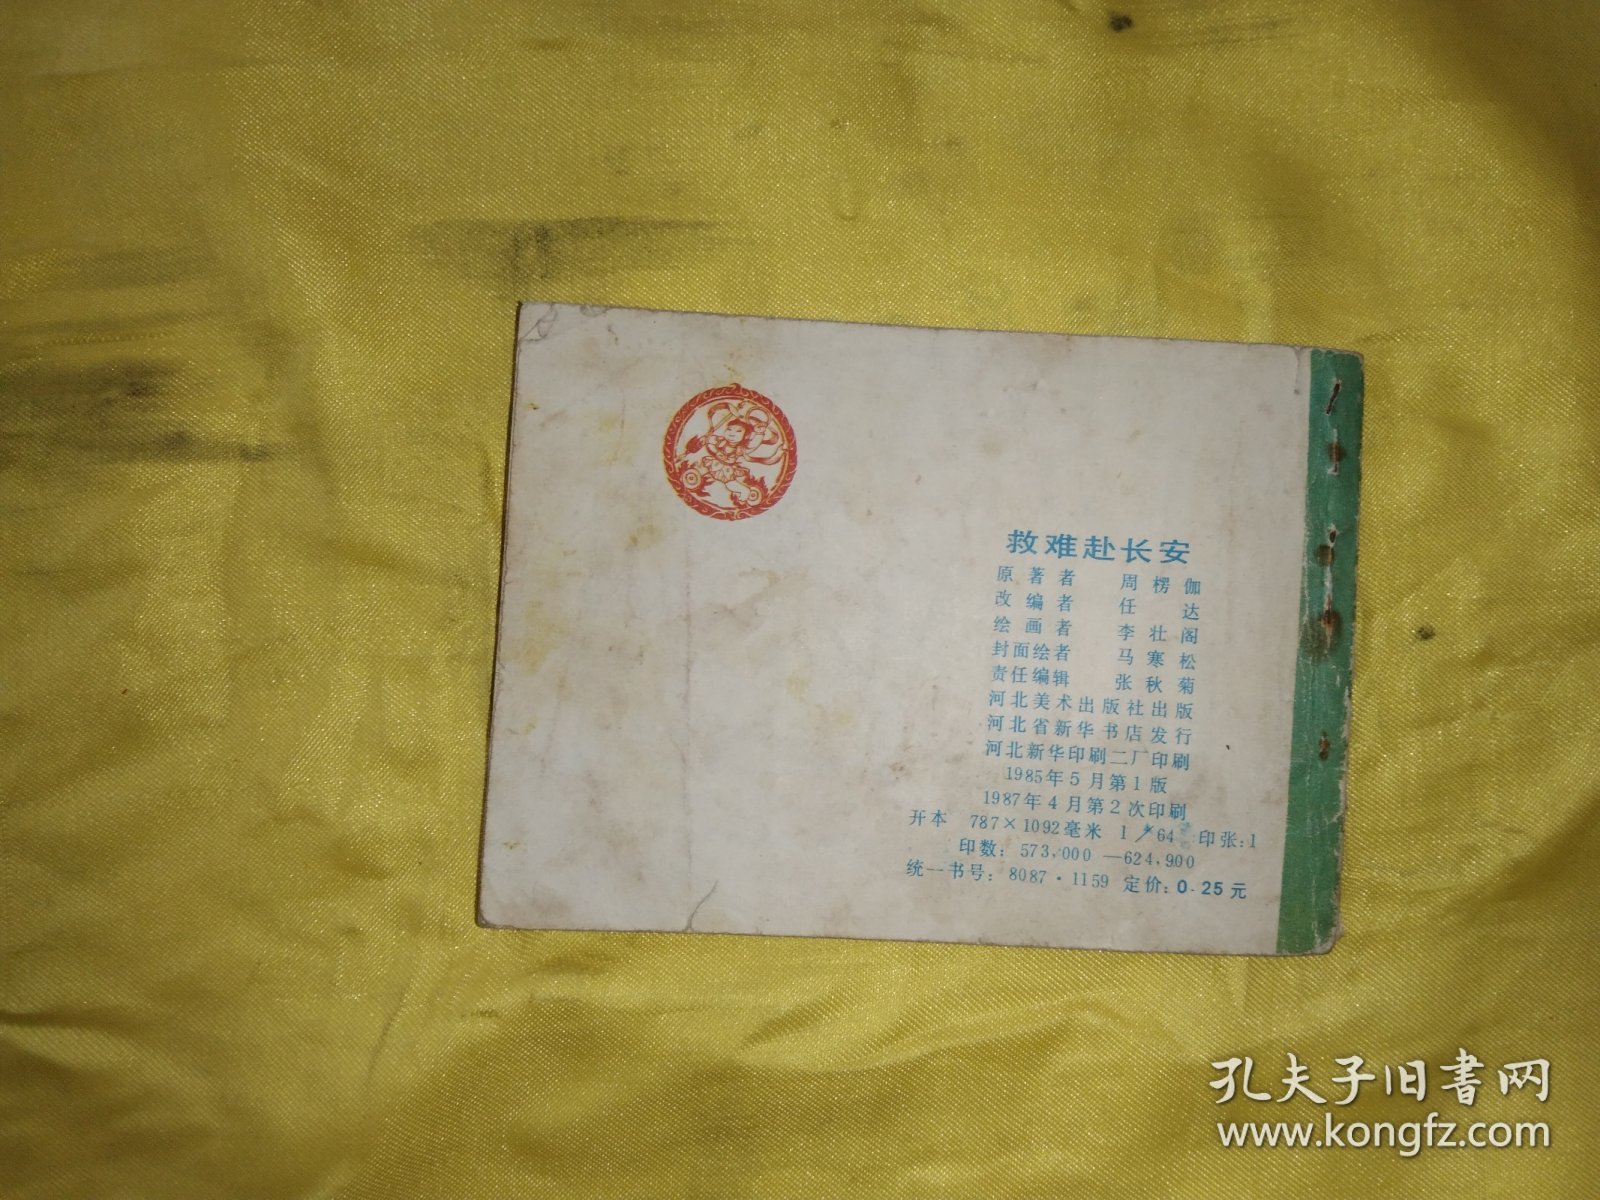 救难赴长安
原著者 周楞伽
改编者 任达
绘画者 李壮阁
封面绘者 马寒松
责任编辑 张秋菊
河北美术出版社出版
河北省新华书店发行
河北新华印刷二厂印刷
1985年5月第1版
1987年4月第2次印刷
开本 787×1092毫米 1/64 印张:1
印数: 573,000—624,900
统一书号: 8087·1159 定价: 0.25元
孔夫子旧书网
www.kongfz.com